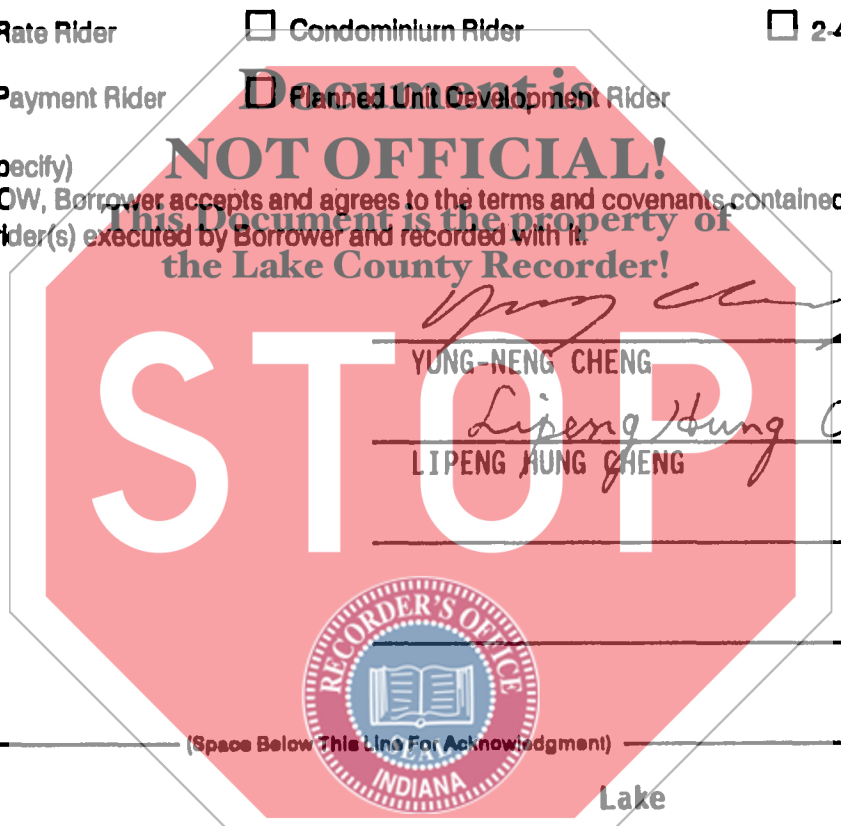 Rate Rider ☐ Condominium Rider ☐ 2-4
Payment Rider ☐ Planned Unit Development Rider
Document is
NOT OFFICIAL!
pecify)
OW, Borrower accepts and agrees to the terms and covenants contained
This Document is the property of
ider(s) executed by Borrower and recorded with it.
the Lake County Recorder!
YUNG-NENG CHENG
Lipeng Hung C
LIPENG HUNG CHENG
STOP
RECORDER'S OFFICE
(Space Below This Line For Acknowledgment)
SEAL
INDIANA
Lake